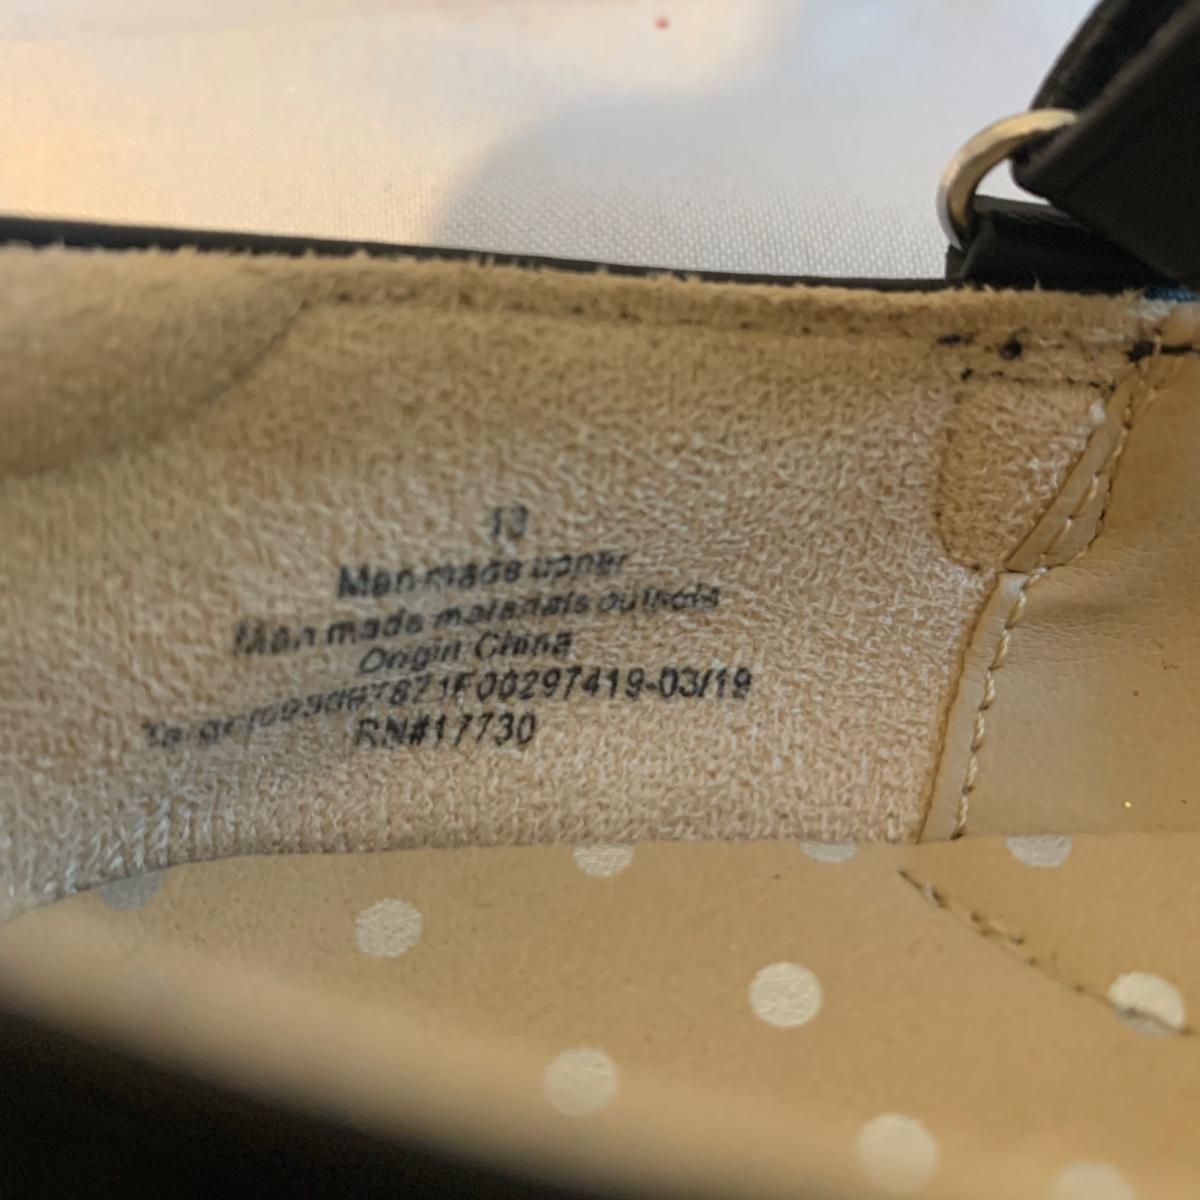 13
Man made upper
Man made materials outsole
Origin: China
F00297419-03/19
RN#17730